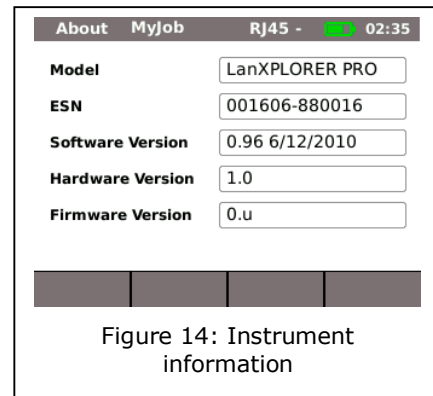 About MyJob RJ45 - 02:35
Model LanXPLORER PRO
ESN 001606-880016
Software Version 0.96 6/12/2010
Hardware Version 1.0
Firmware Version 0.u
Figure 14: Instrument
information